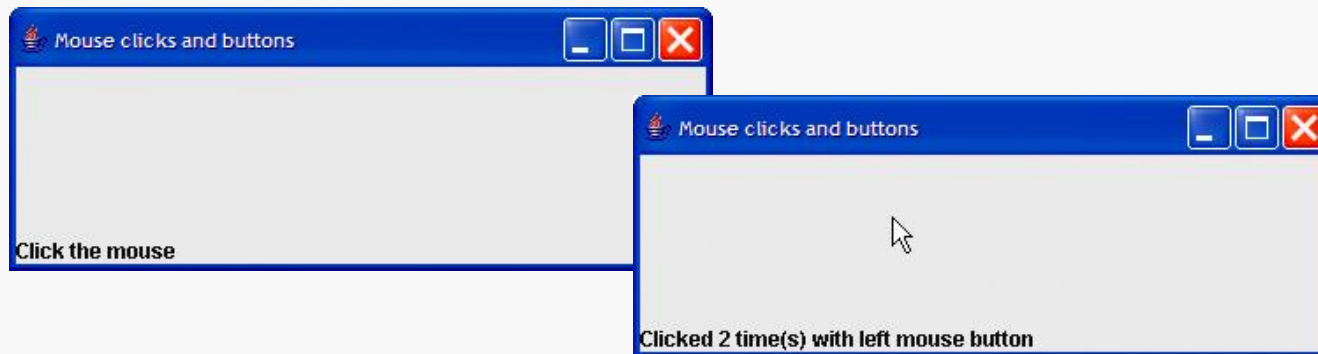 Mouse clicks and buttons
Click the mouse
Mouse clicks and buttons
Clicked 2 time(s) with left mouse button